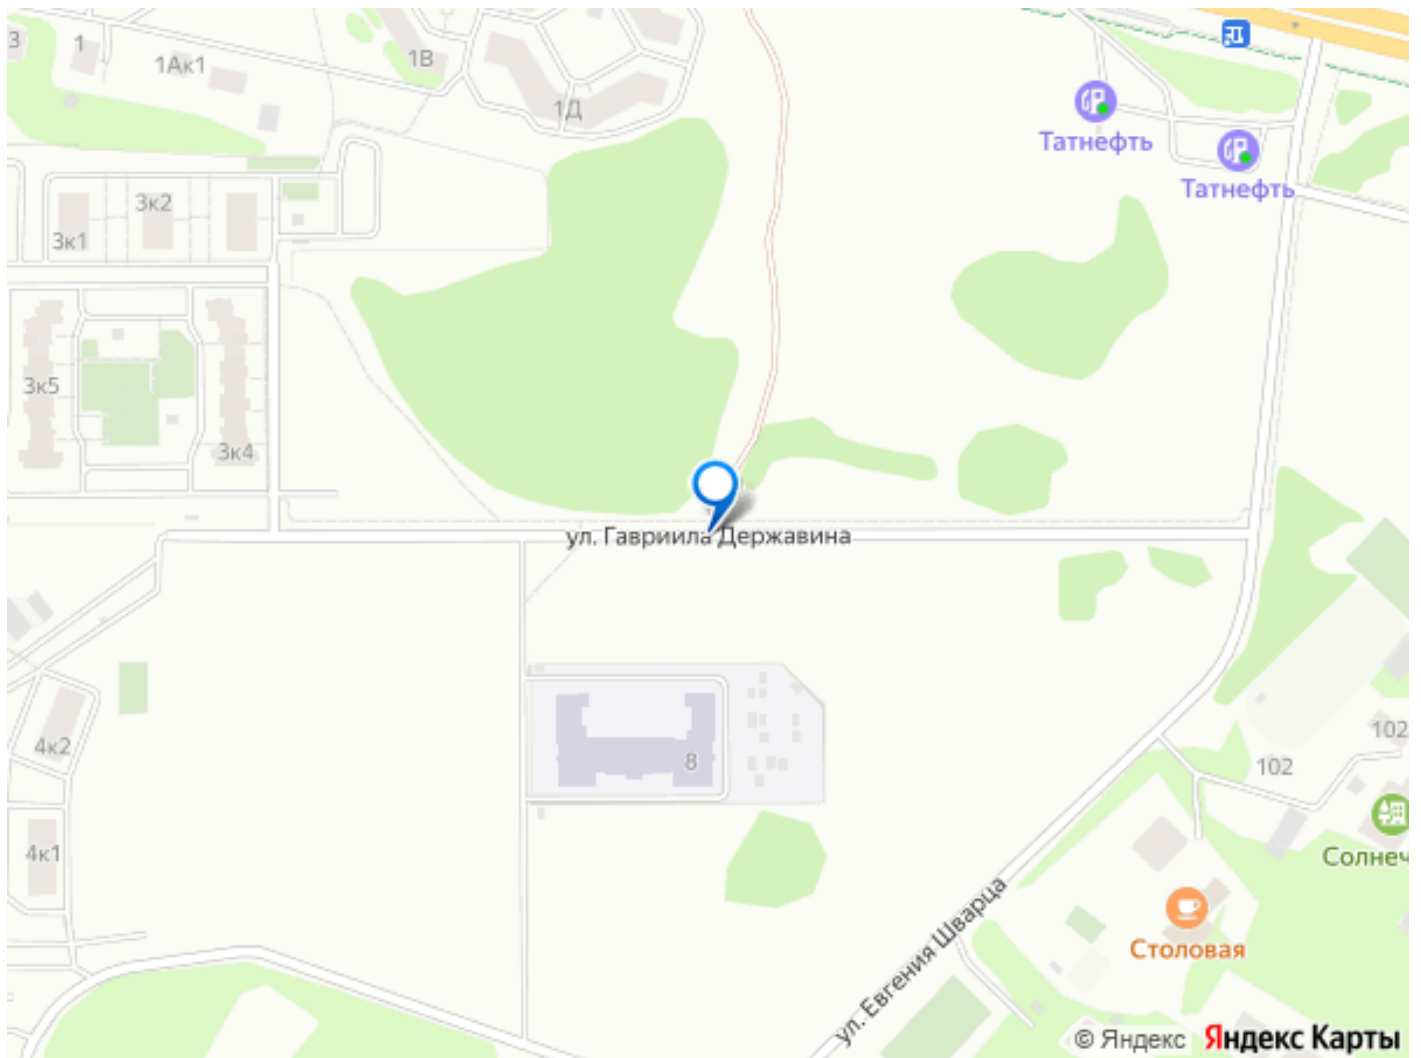 3
1
1Ак1
1В
1Д
Татнефть
Татнефть
3к2
3к1
3к5
3к4
ул. Гавриила Державина
8
4к2
4к1
102
102
Солнеч
Столовая
ул. Евгения Шварца
© Яндекс Яндекс Карты